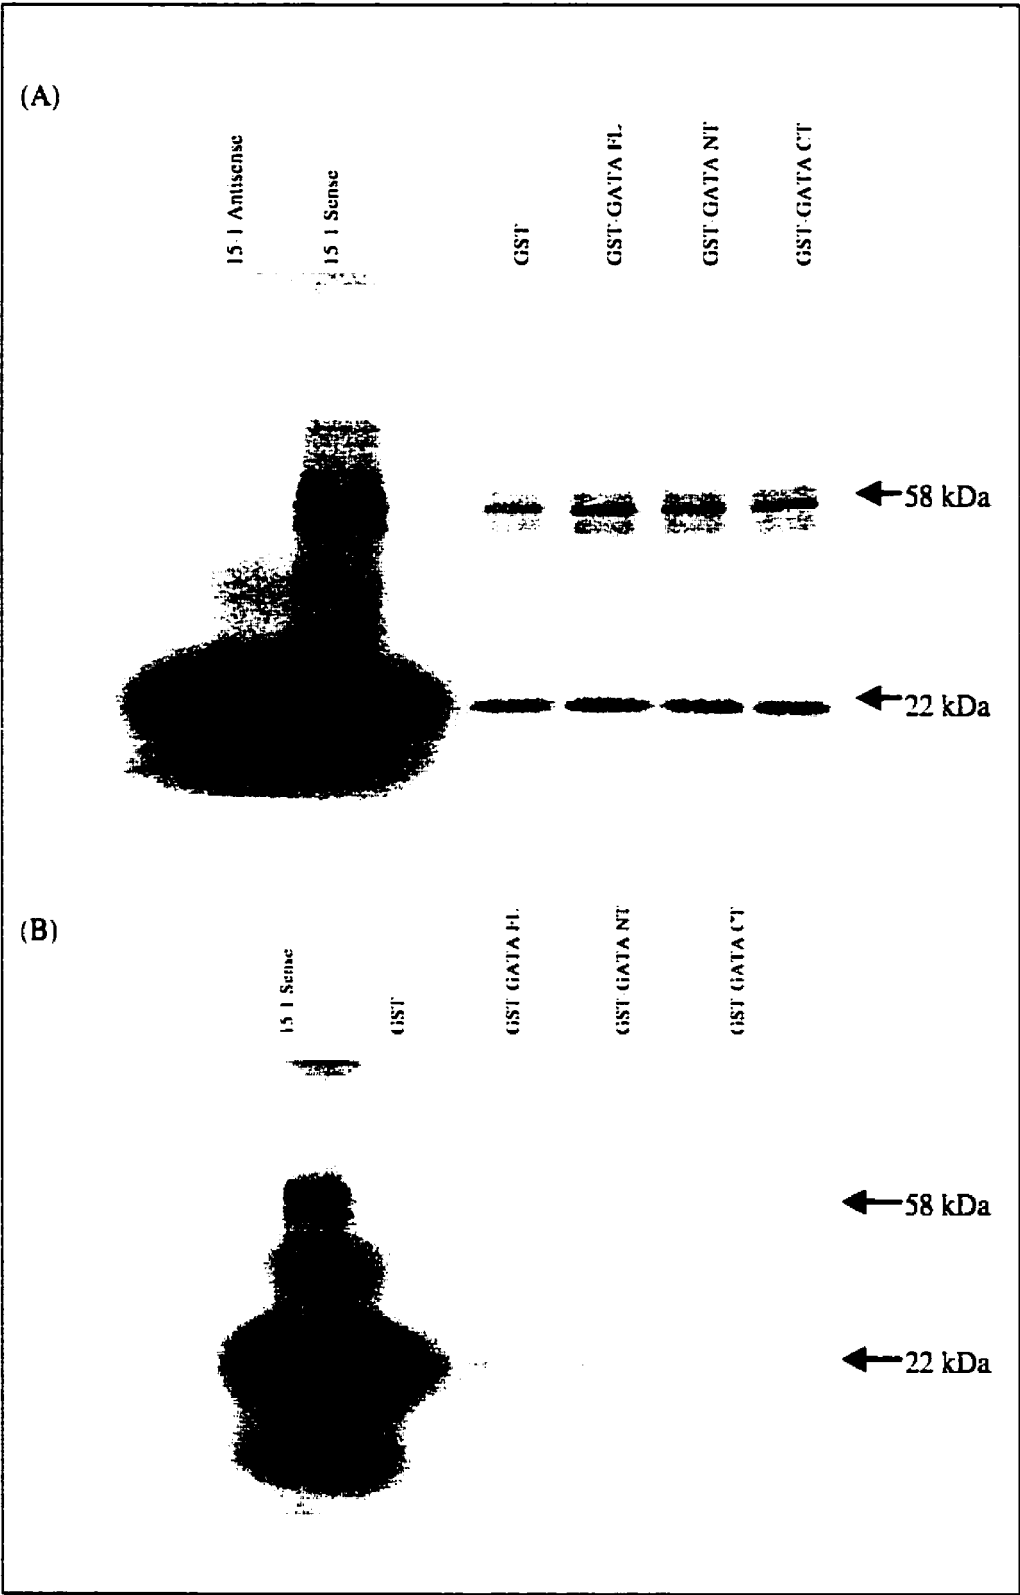 (A)
15-1 Antisense
15-1 Sense
GST
GST-GATA FL
GST-GATA NT
GST-GATA CT
58 kDa
22 kDa
(B)
15-1 Sense
GST
GST-GATA FL
GST-GATA NT
GST-GATA CT
58 kDa
22 kDa